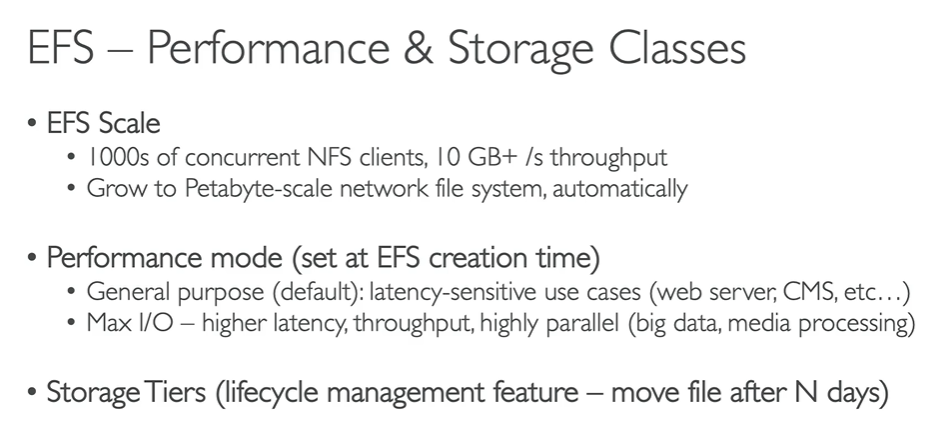 EFS – Performance & Storage Classes
• EFS Scale
• 1000s of concurrent NFS clients, 10 GB+ /s throughput
• Grow to Petabyte-scale network file system, automatically
• Performance mode (set at EFS creation time)
• General purpose (default): latency-sensitive use cases (web server, CMS, etc…)
• Max I/O – higher latency, throughput, highly parallel (big data, media processing)
• Storage Tiers (lifecycle management feature – move file after N days)